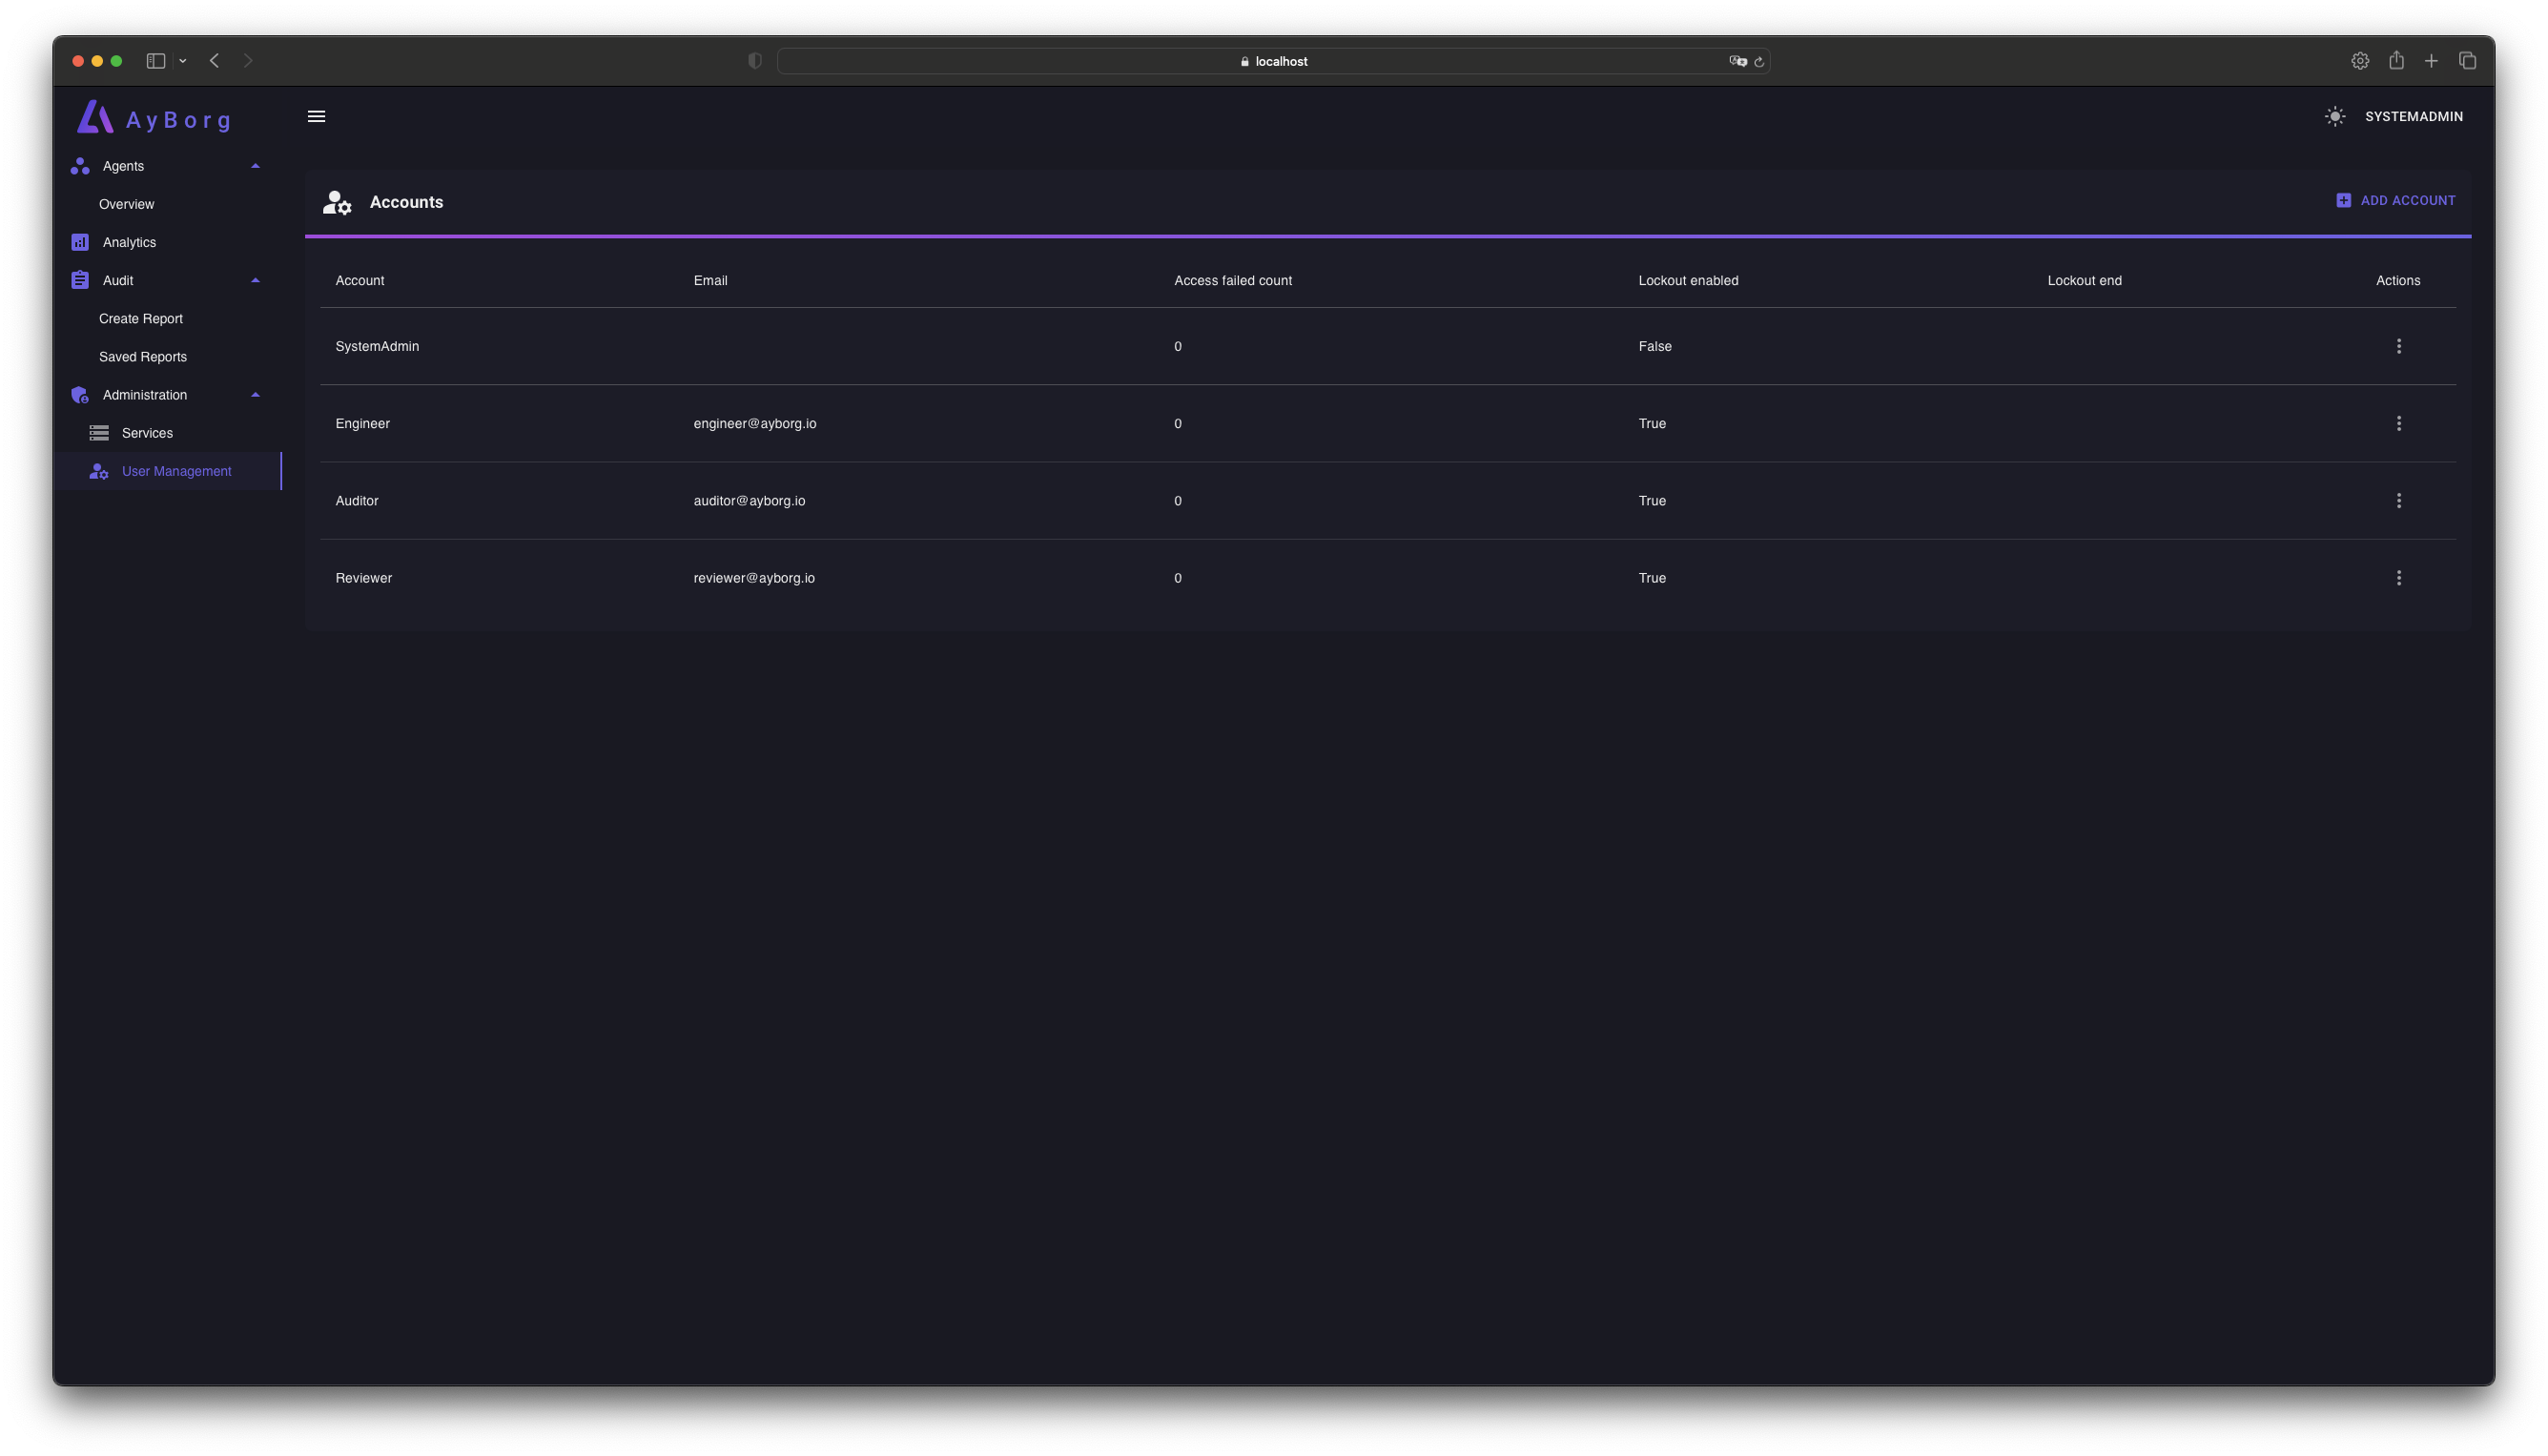 localhost
AyBorg
SYSTEMADMIN
Agents
Overview
Analytics
Audit
Create Report
Saved Reports
Administration
Services
User Management
Accounts
ADD ACCOUNT
Account Email Access failed count Lockout enabled Lockout end Actions
SystemAdmin 0 False
Engineer engineer@ayborg.io 0 True
Auditor auditor@ayborg.io 0 True
Reviewer reviewer@ayborg.io 0 True